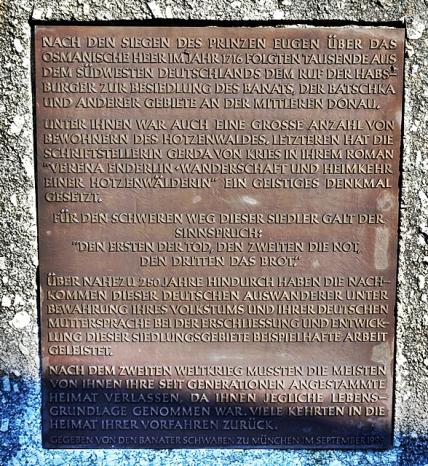 NACH DEN SIEGEN DES PRINZEN EUGEN ÜBER DAS
OSMANISCHE HEER IM JAHR 1716 FOLGTEN TAUSENDE AUS
DEM SÜDWESTEN DEUTSCHLANDS DEM RUF DER HABS-
BURGER ZUR BESIEDLUNG DES BANATS, DER BATSCHKA
UND ANDERER GEBIETE AN DER MITTLEREN DONAU.
UNTER IHNEN WAR AUCH EINE GROSSE ANZAHL VON
BEWOHNERN DES HOTZENWALDES, LETZTEREN HAT DIE
SCHRIFTSTELLERIN GERDA VON KRIES IN IHREM ROMAN
"VERENA ENDERLIN - WANDERSCHAFT UND HEIMKEHR
EINER HOTZENWÄLDERIN" EIN GEISTIGES DENKMAL
GESETZT.
FÜR DEN SCHWEREN WEG DIESER SIEDLER GALT DER
SINNSPRUCH:
"DEN ERSTEN DER TOD, DEN ZWEITEN DIE NOT,
DEN DRITTEN DAS BROT."
ÜBER NAHEZU 250 JAHRE HINDURCH HABEN DIE NACH-
KOMMEN DIESER DEUTSCHEN AUSWANDERER UNTER
BEWAHRUNG IHRES VOLKSTUMS UND IHRER DEUTSCHEN
MUTTERSPRACHE BEI DER ERSCHLIESSUNG UND ENTWICK-
LUNG DIESER SIEDLUNGSGEBIETE BEISPIELHAFTE ARBEIT
GELEISTET.
NACH DEM ZWEITEN WELTKRIEG MUSSTEN DIE MEISTEN
VON IHNEN IHRE SEIT GENERATIONEN ANGESTAMMTE
HEIMAT VERLASSEN, DA IHNEN JEGLICHE LEBENS-
GRUNDLAGE GENOMMEN WAR. VIELE KEHRTEN IN DIE
HEIMAT IHRER VORFAHREN ZURÜCK.
GEGEBEN VON DEN BANATER SCHWABEN ZU MÜNCHEN, IM SEPTEMBER